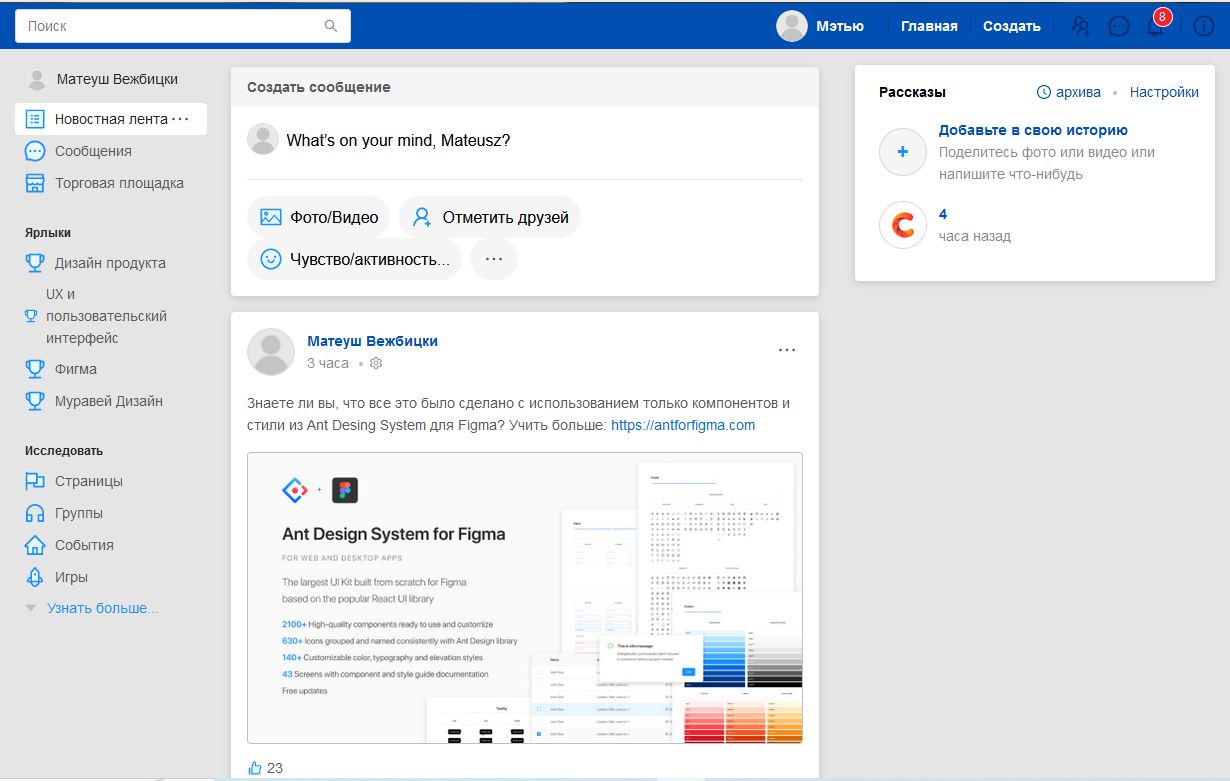 Поиск
Мэтью
Главная
Создать
8
Матеуш Вежбицки
Новостная лента
Сообщения
Торговая площадка
Ярлыки
Дизайн продукта
UX и
пользовательский
интерфейс
Фигма
Муравей Дизайн
Исследовать
Страницы
Группы
События
Игры
Узнать больше...
Создать сообщение
What's on your mind, Mateusz?
Фото/Видео
Отметить друзей
Чувство/активность...
Матеуш Вежбицки
3 часа
Знаете ли вы, что все это было сделано с использованием только компонентов и
стили из Ant Desing System для Figma? Учить больше: https://antforfigma.com
Ant Design System for Figma
FOR WEB AND DESKTOP APPS
The largest UI Kit built from scratch for Figma
based on the popular React UI library
2100+ High-quality components ready to use and customize
630+ Icons grouped and named consistently with Ant Design library
140+ Customizable color, typography and elevation styles
43 Screens with component and style guide documentation
Free updates
Tooltip
This is info message
Name
23
Рассказы
архива
Настройки
Добавьте в свою историю
Поделитесь фото или видео или
напишите что-нибудь
4
часа назад